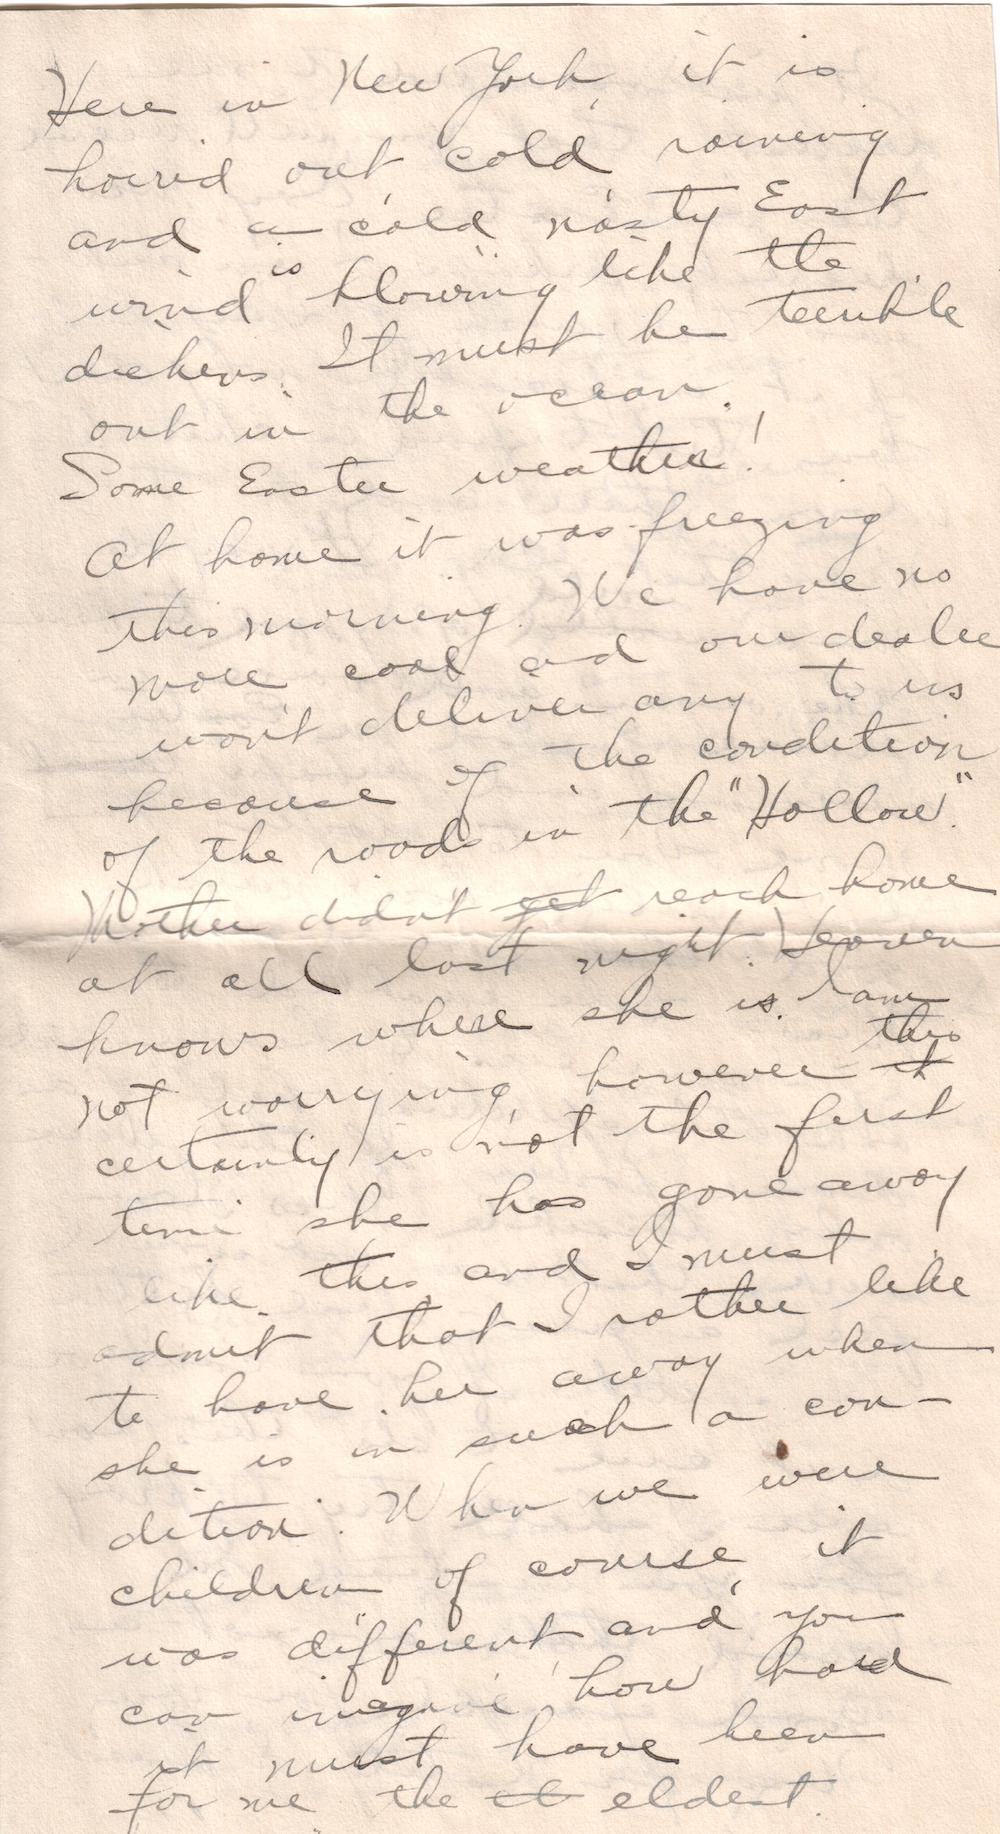 Here in New York, it is
horrid out, cold, raining
and a cold, nasty East
wind is blowing like the
dickens. It must be terrible
out in the ocean.
Some Easter weather!
At home it was freezing
this morning. We have no
more coal and our dealer
won't deliver any to us
because of the condition
of the roads in the "Hollow".
Mother didn't get reach home
at all last night. Heaven
knows where she is. I am
not worrying, however it this
certainly is not the first
time she has gone away
like this, and I must
admit that I rather like
to have her away when
she is in such a con-
dition. When we were
children of course, it
was different and you
can imagine how hard
it must have been
for me the el eldest.